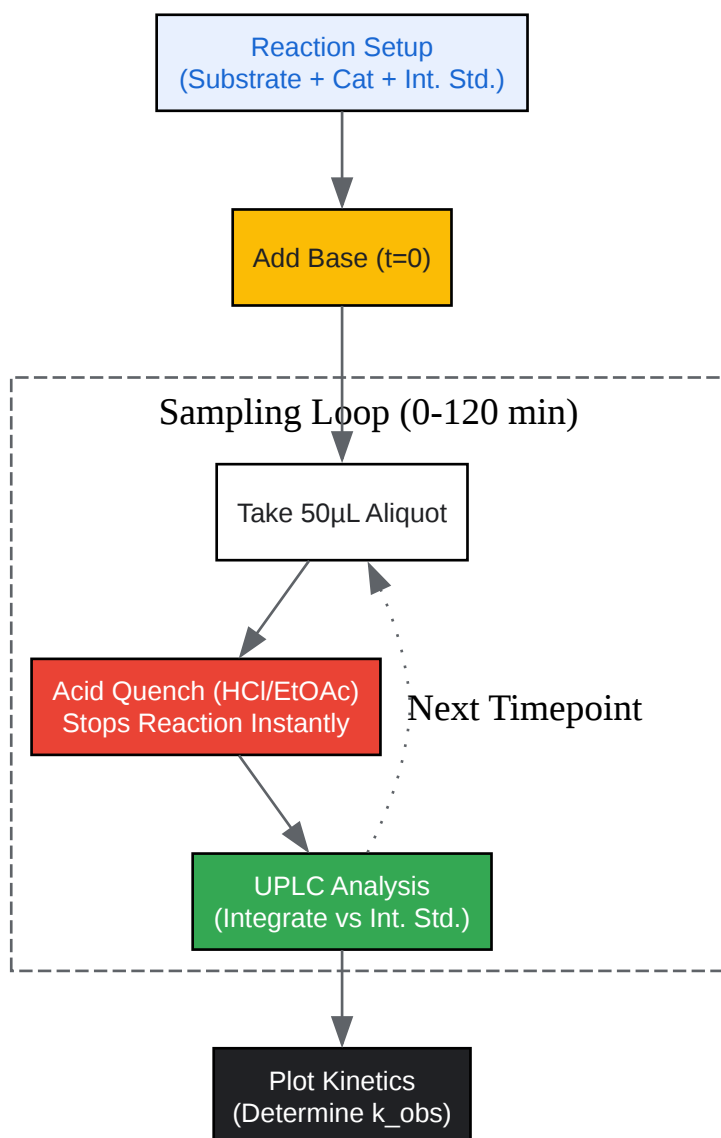 Reaction Setup
(Substrate + Cat + Int. Std.)
Add Base (t=0)
Sampling Loop (0-120 min)
Take 50µL Aliquot
Acid Quench (HCl/EtOAc)
Stops Reaction Instantly
Next Timepoint
UPLC Analysis
(Integrate vs Int. Std.)
Plot Kinetics
(Determine k_obs)